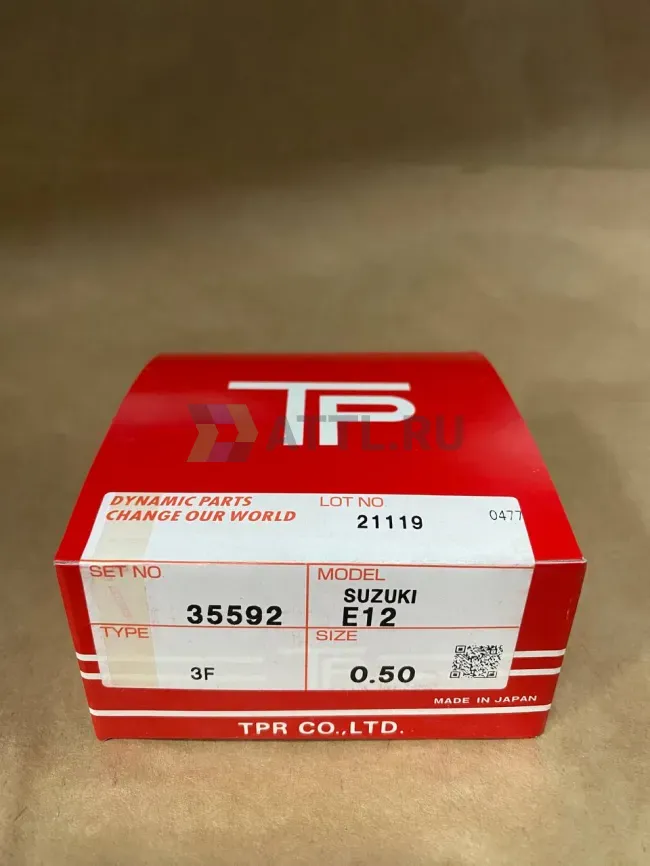 TP
ATTL.RU
DYNAMIC PARTS
CHANGE OUR WORLD
LOT NO.
21119
0477
SET NO
35592
MODEL
SUZUKI
E12
TYPE
3F
SIZE
0.50
MADE IN JAPAN
TPR CO.,LTD.